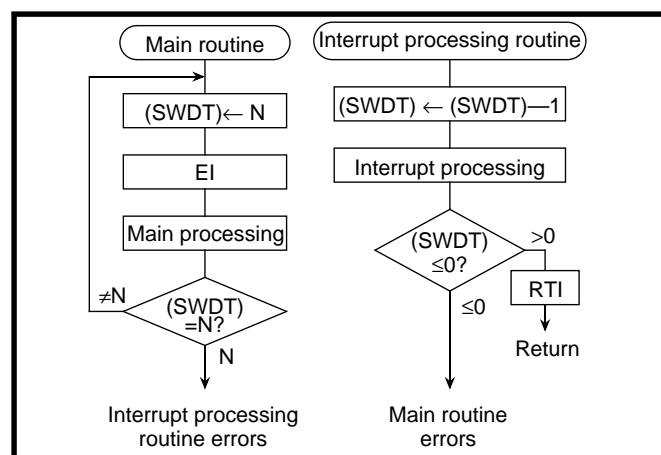 Main routine
(SWDT)← N
EI
Main processing
≠N
(SWDT)
=N?
N
Interrupt processing
routine errors
Interrupt processing routine
(SWDT) ← (SWDT)—1
Interrupt processing
(SWDT)
≤0?
>0
RTI
Return
≤0
Main routine
errors